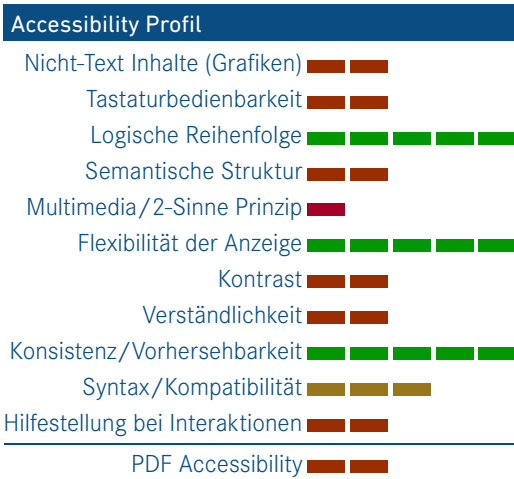 Accessibility Profil
Nicht-Text Inhalte (Grafiken)
Tastaturbedienbarkeit
Logische Reihenfolge
Semantische Struktur
Multimedia/2-Sinne Prinzip
Flexibilität der Anzeige
Kontrast
Verständlichkeit
Konsistenz/Vorhersehbarkeit
Syntax/Kompatibilität
Hilfestellung bei Interaktionen
PDF Accessibility